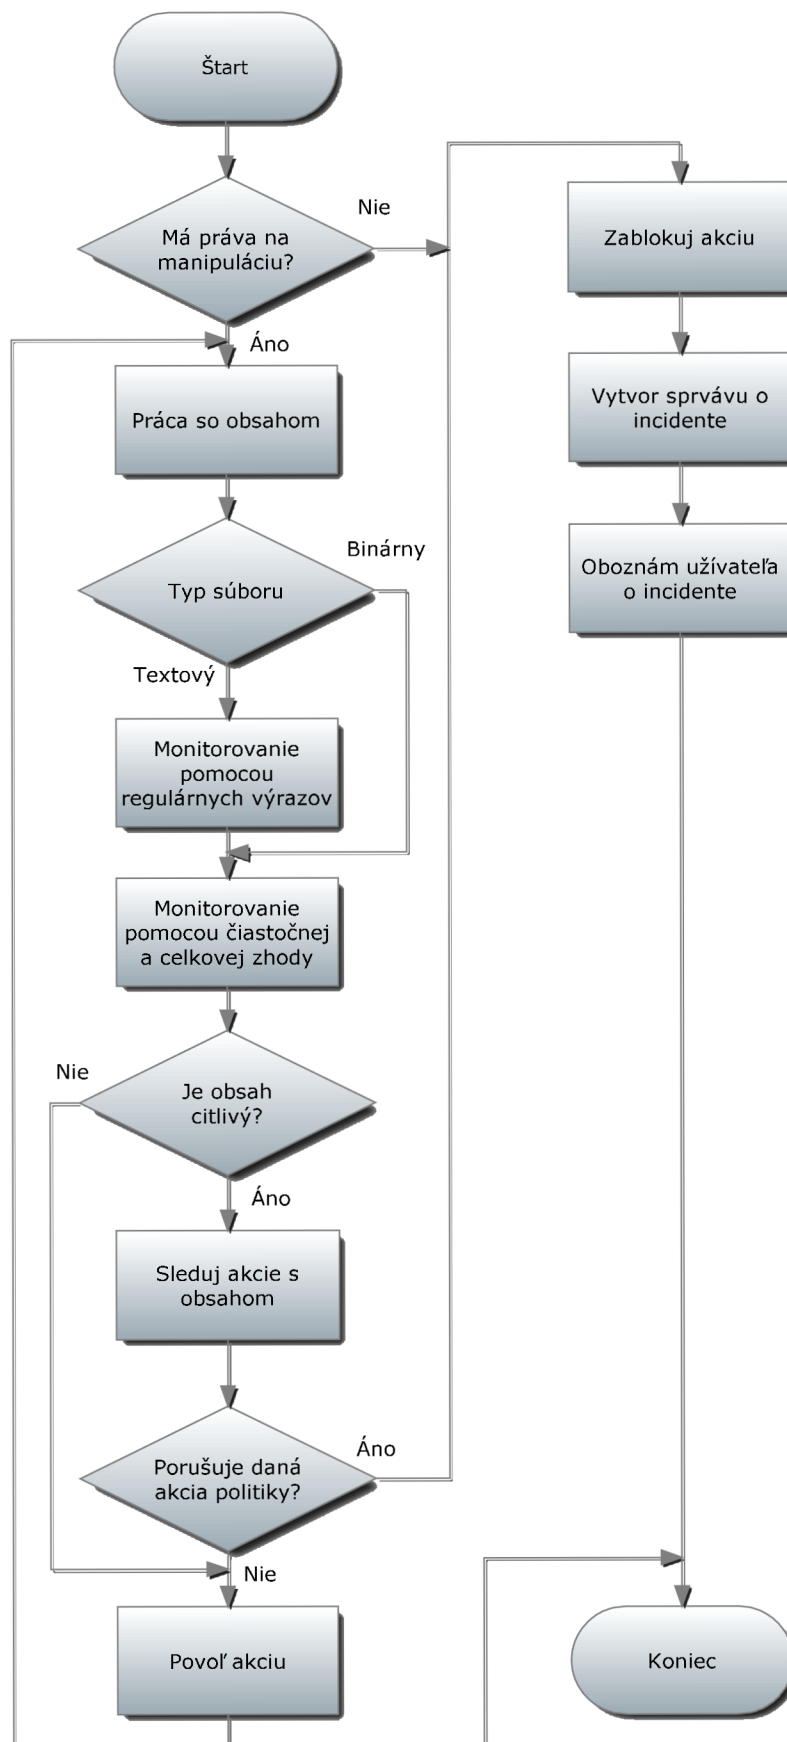 Štart
Má práva na
manipuláciu?
Nie
Áno
Práca so obsahom
Typ súboru
Binárny
Textový
Monitorovanie
pomocou
regulárnych výrazov
Monitorovanie
pomocou čiastočnej
a celkovej zhody
Je obsah
citlivý?
Nie
Áno
Sleduj akcie s
obsahom
Porušuje daná
akcia politiky?
Áno
Nie
Povoľ akciu
Zablokuj akciu
Vytvor sprvávu o
incidente
Oboznám užívateľa
o incidente
Koniec